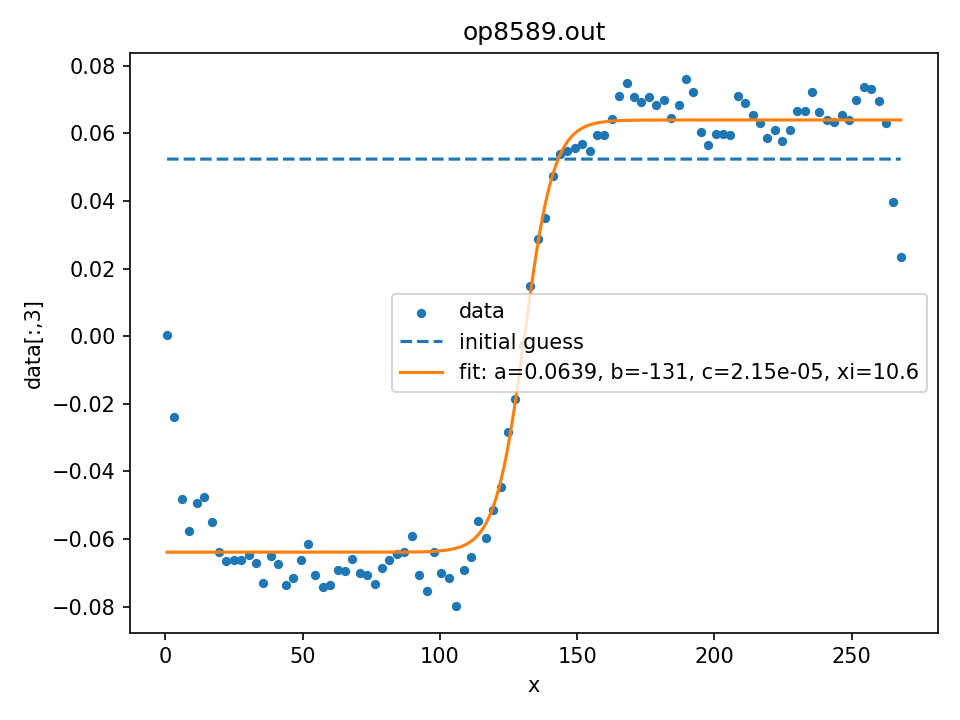 op8589.out
0.08
0.06
0.04
0.02
0.00
−0.02
−0.04
−0.06
−0.08
data[:,3]
data
initial guess
fit: a=0.0639, b=-131, c=2.15e-05, xi=10.6
0 50 100 150 200 250
x